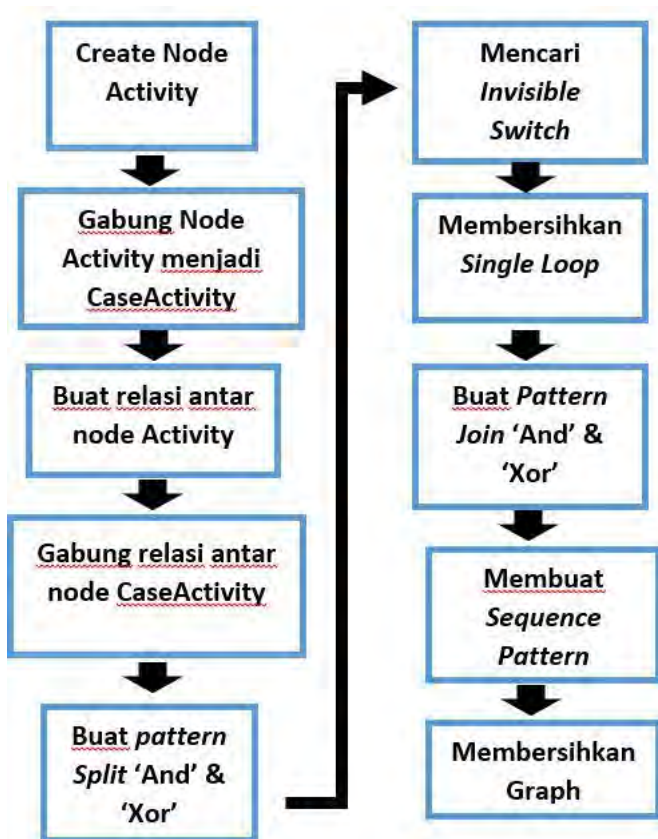 Create Node
Activity
Gabung Node
Activity menjadi
CaseActivity
Buat relasi antar
node Activity
Gabung relasi antar
node CaseActivity
Buat pattern
Split ‘And’ &
‘Xor’
Mencari
Invisible
Switch
Membersihkan
Single Loop
Buat Pattern
Join ‘And’ &
‘Xor’
Membuat
Sequence
Pattern
Membersihkan
Graph